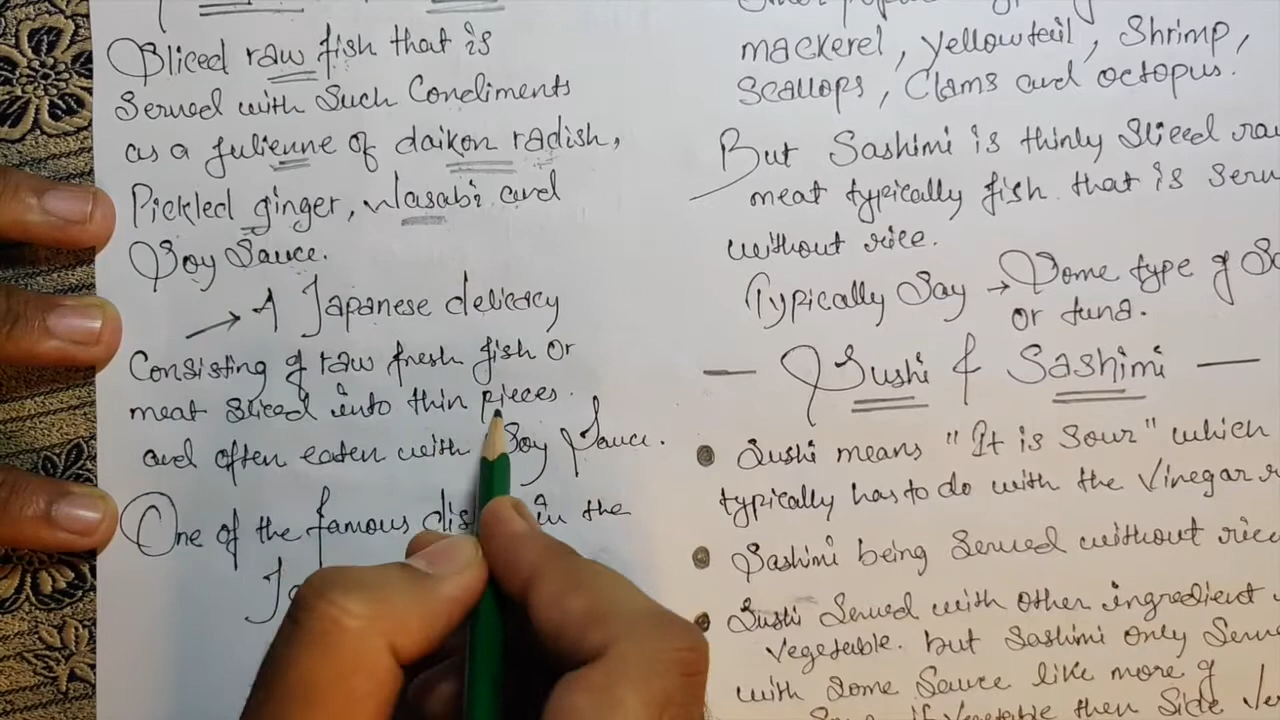 Sliced raw fish that is
Served with Such Condiments
as a julienne of daikon radish,
Pickled ginger, Wasabi and
Soy Sauce.
→ A Japanese delicacy
Consisting of raw fresh fish or
meat sliced into thin pieces.
and often eaten with Soy Sauce.
One of the famous in the
mackerel, yellowtail, Shrimp,
Scallops, Clams and octopus.
But Sashimi is thinly Sliced
meat typically fish that is
without rice.
Typically Say → Some type of
or tuna.
— Sushi & Sashimi —
• Sushi means "It is Sour" which
typically has to do with the Vinegar
• Sashimi being Served without rice
• Sushi Served with other ingredient
Vegetable. but Sashimi only
with Some Sauce like more of
Vegetable then Side